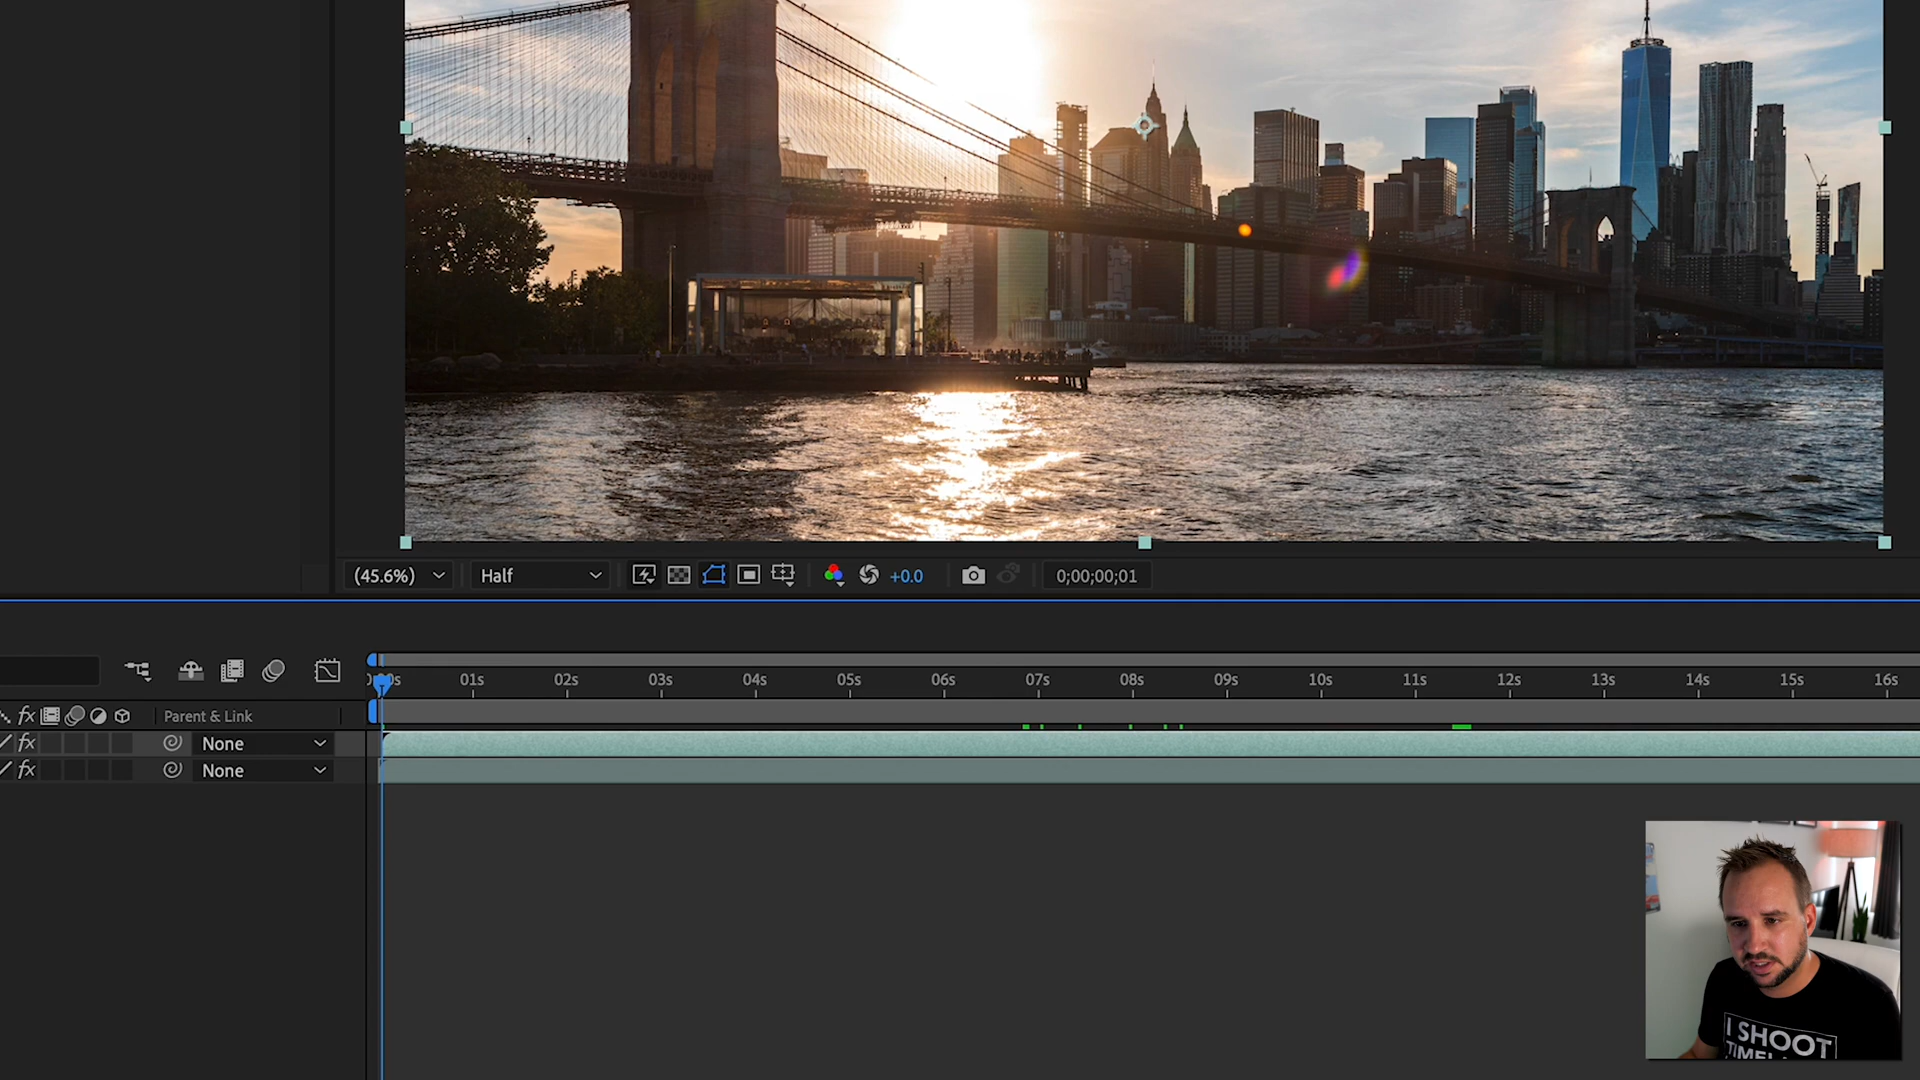 (45.6%) Half +0.0 0;00;00;01
01s 02s 03s 04s 05s 06s 07s 08s 09s 10s 11s 12s 13s 14s 15s 16s
fx Parent & Link
fx None
fx None
I SHOOT